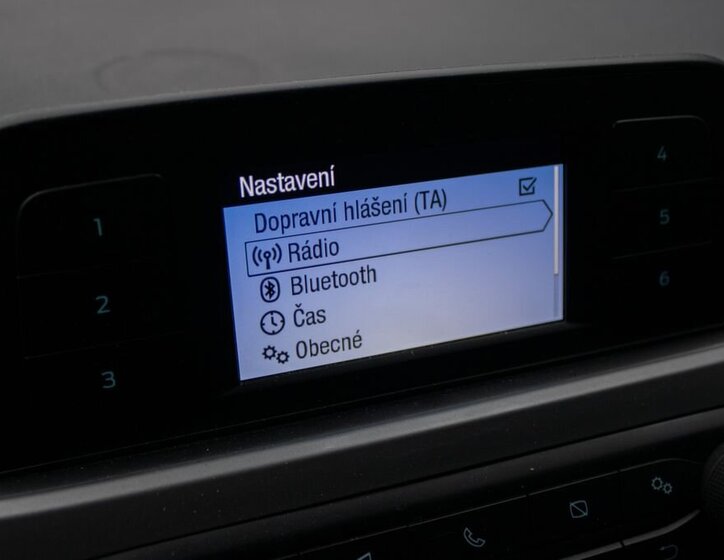 Nastavení
Dopravní hlášení (TA)
Rádio
Bluetooth
Čas
Obecné
1
2
3
4
5
6